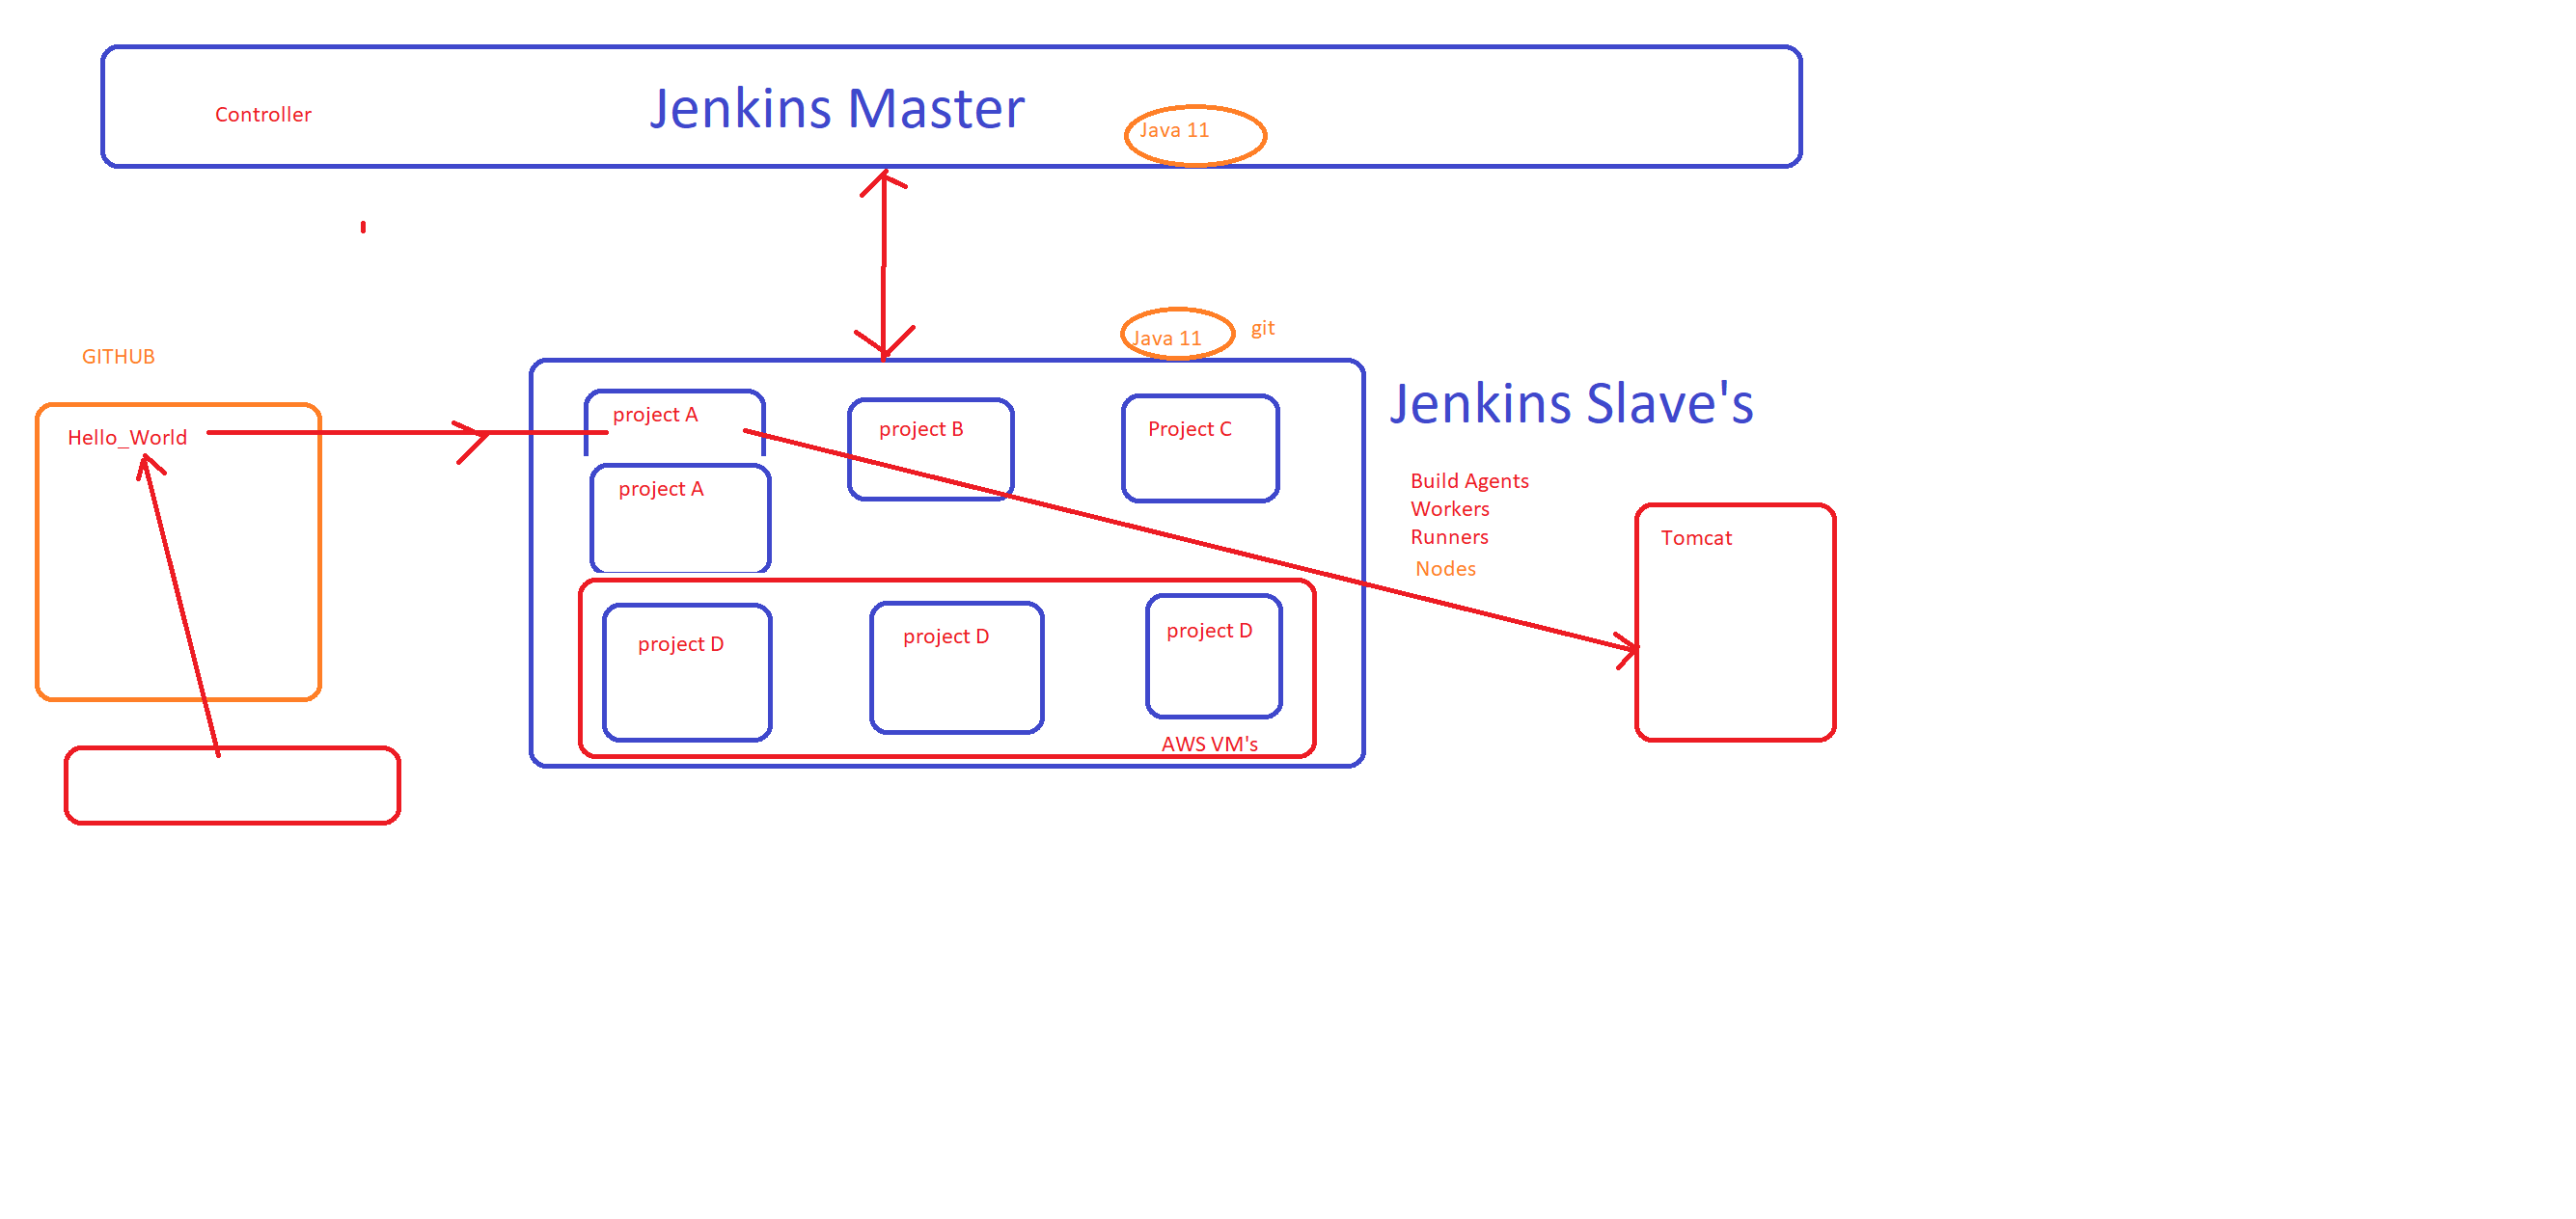 Controller
Jenkins Master
Java 11
Java 11
git
GITHUB
Hello_World
project A
project B
Project C
Jenkins Slave's
project A
Build Agents
Workers
Runners
Nodes
Tomcat
project D
project D
project D
AWS VM's